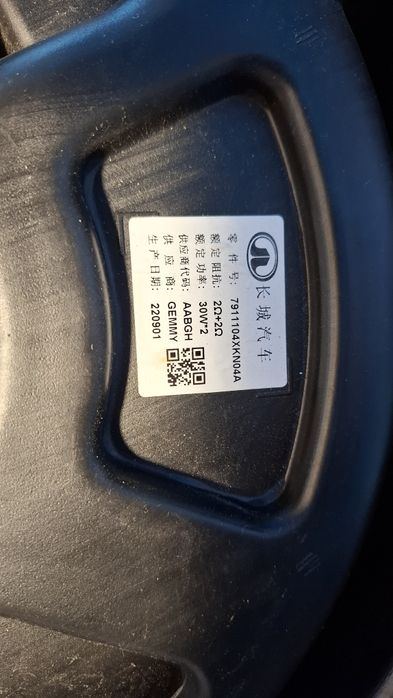 长城汽车
零件号: 7911104XKN04A
额定阻抗: 2Ω+2Ω
额定功率: 30W*2
供应商代码: AABGH
供应商: GEMMY
生产日期: 220901